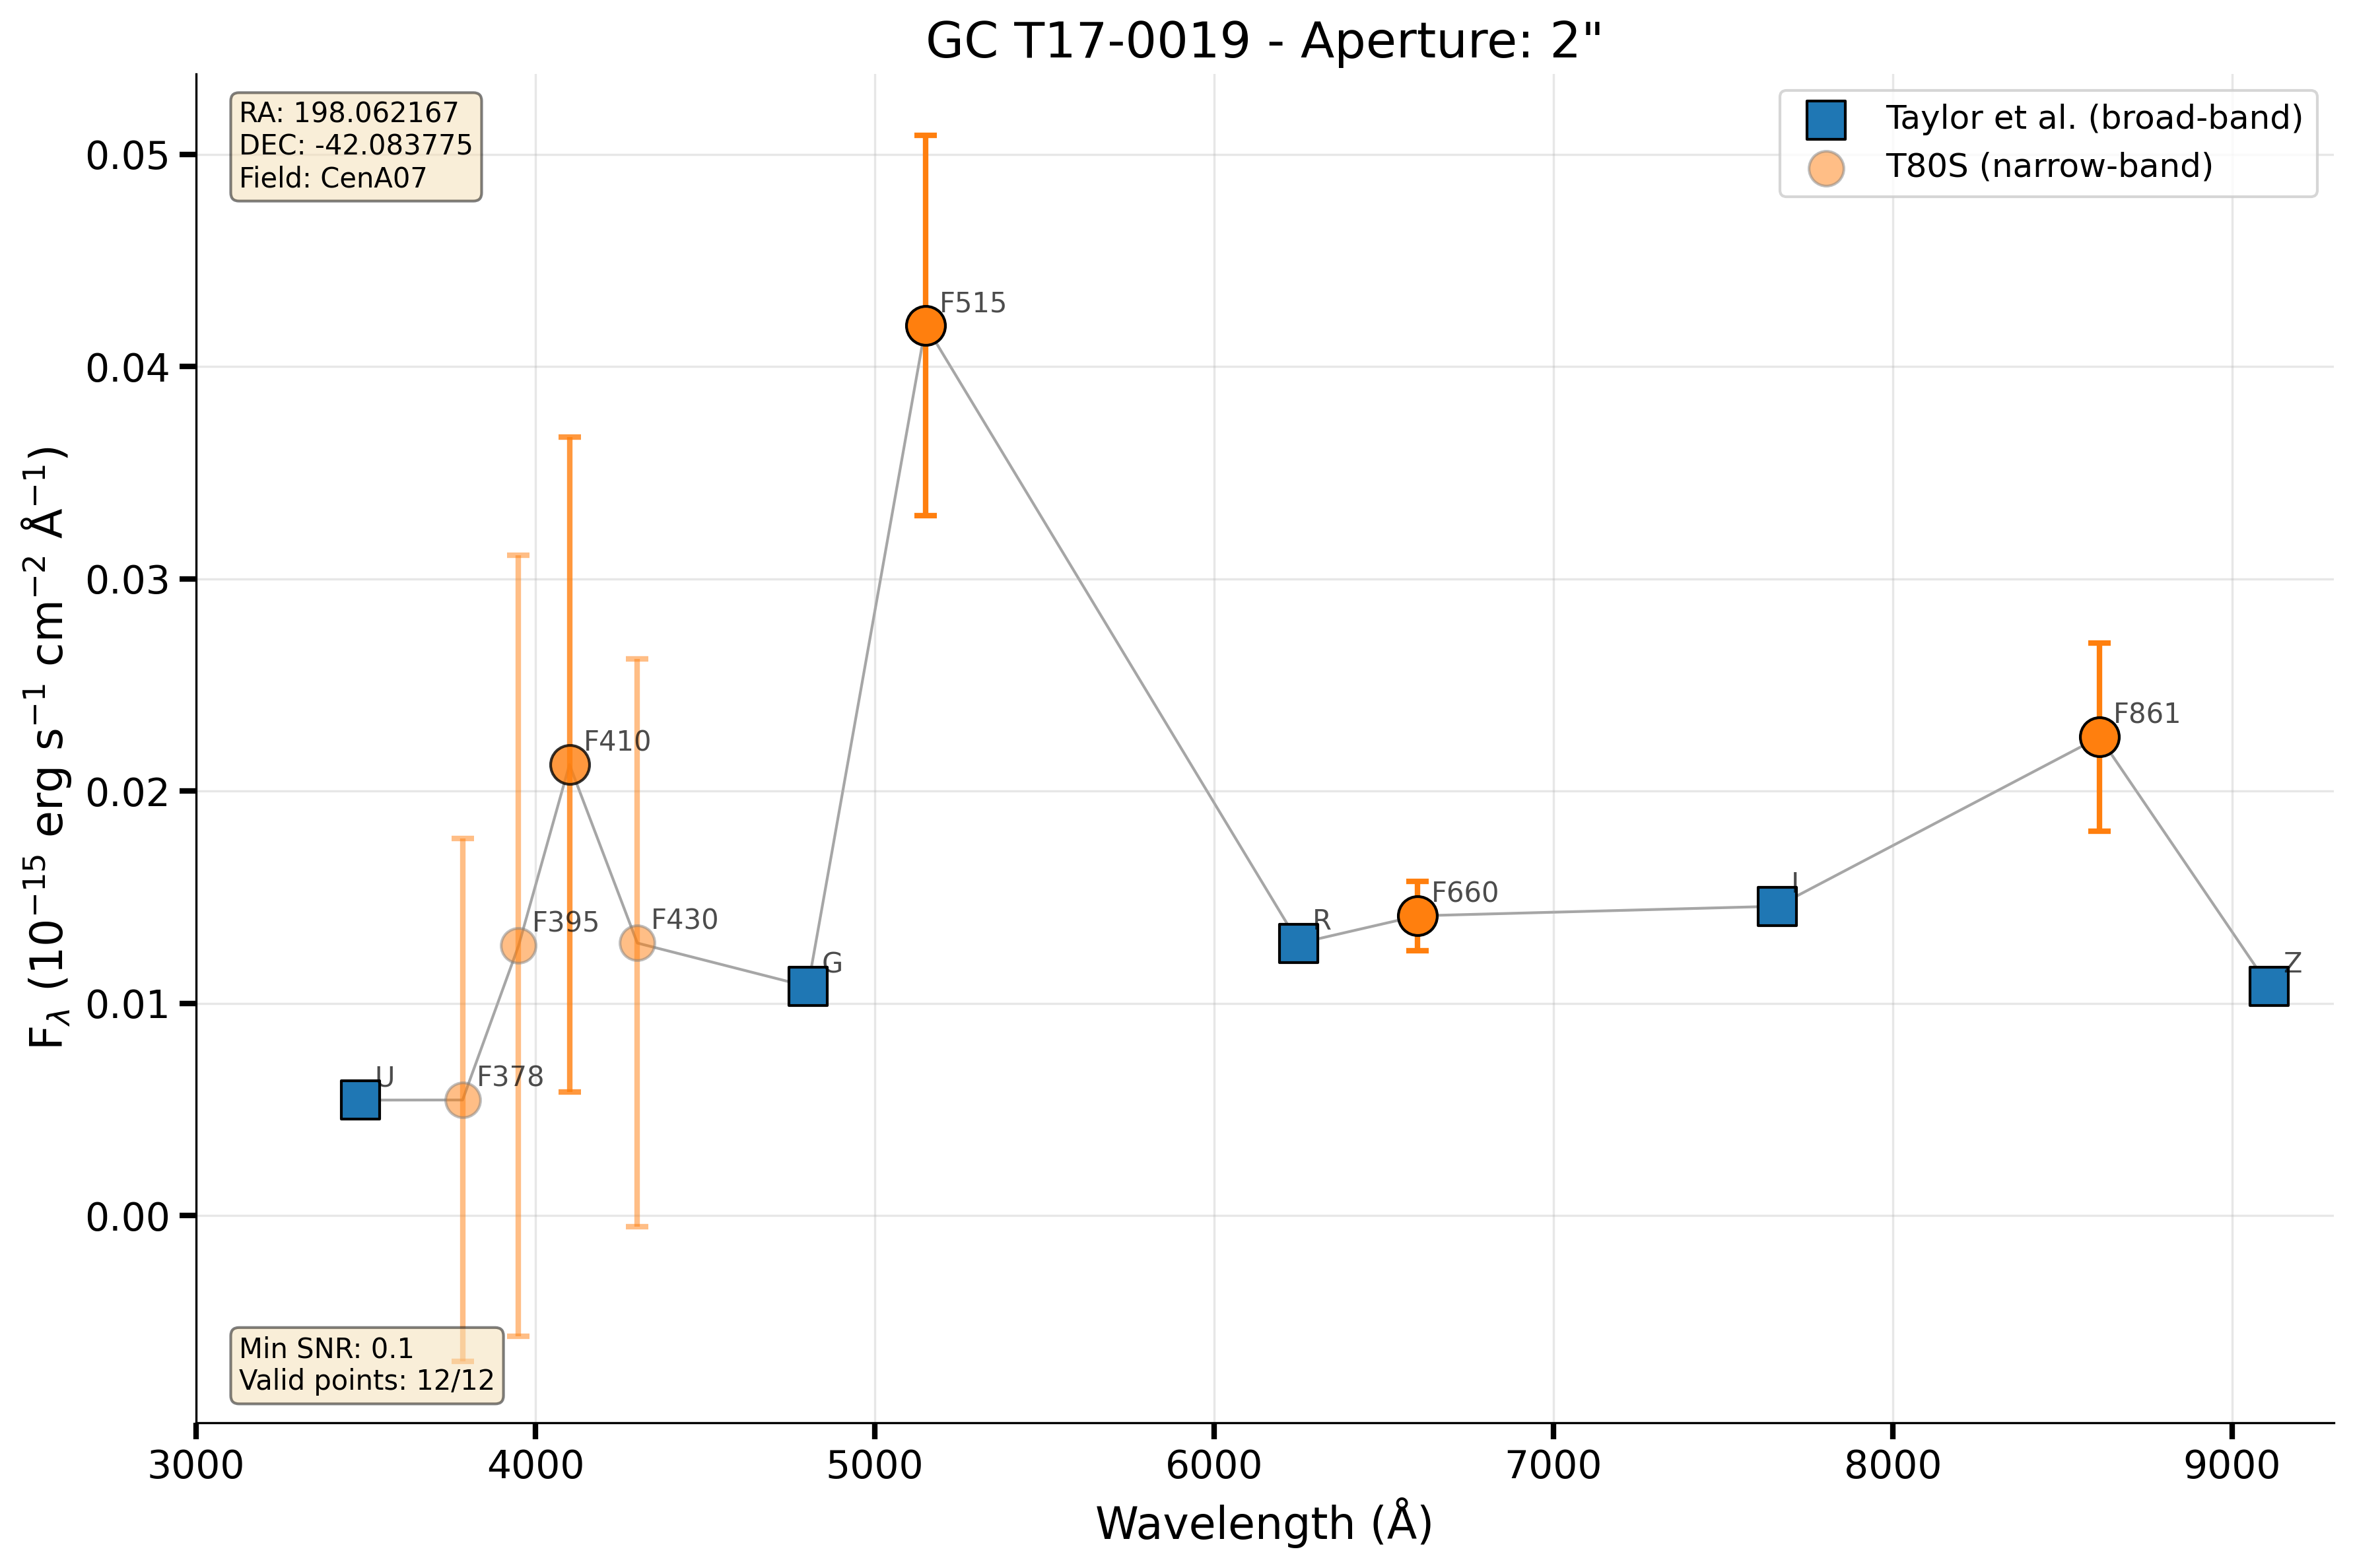 GC T17-0019 - Aperture: 2"
RA: 198.062167
DEC: -42.083775
Field: CenA07
Taylor et al. (broad-band)
T80S (narrow-band)
0.05
0.04
0.03
0.02
0.01
0.00
F_λ (10⁻¹⁵ erg s⁻¹ cm⁻² Å⁻¹)
U
F378
F395
F410
F430
G
F515
R
F660
I
F861
Z
Min SNR: 0.1
Valid points: 12/12
3000 4000 5000 6000 7000 8000 9000
Wavelength (Å)